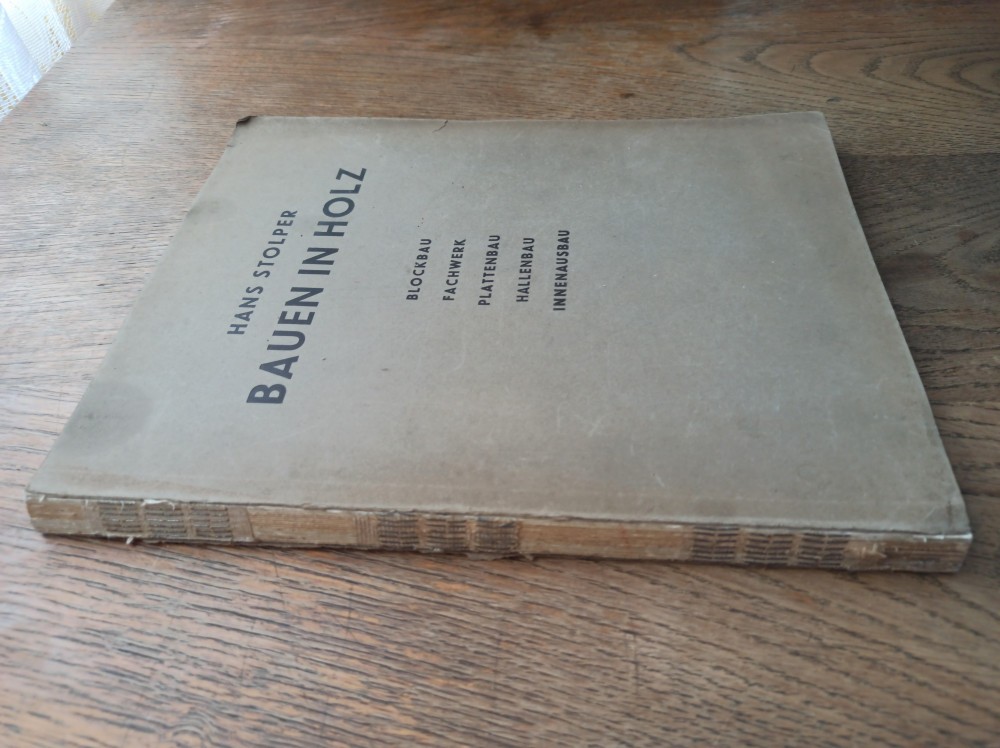 HANS STOLPER
BAUEN IN HOLZ
BLOCKBAU
FACHWERK
PLATTENBAU
HALLENBAU
INNENAUSBAU